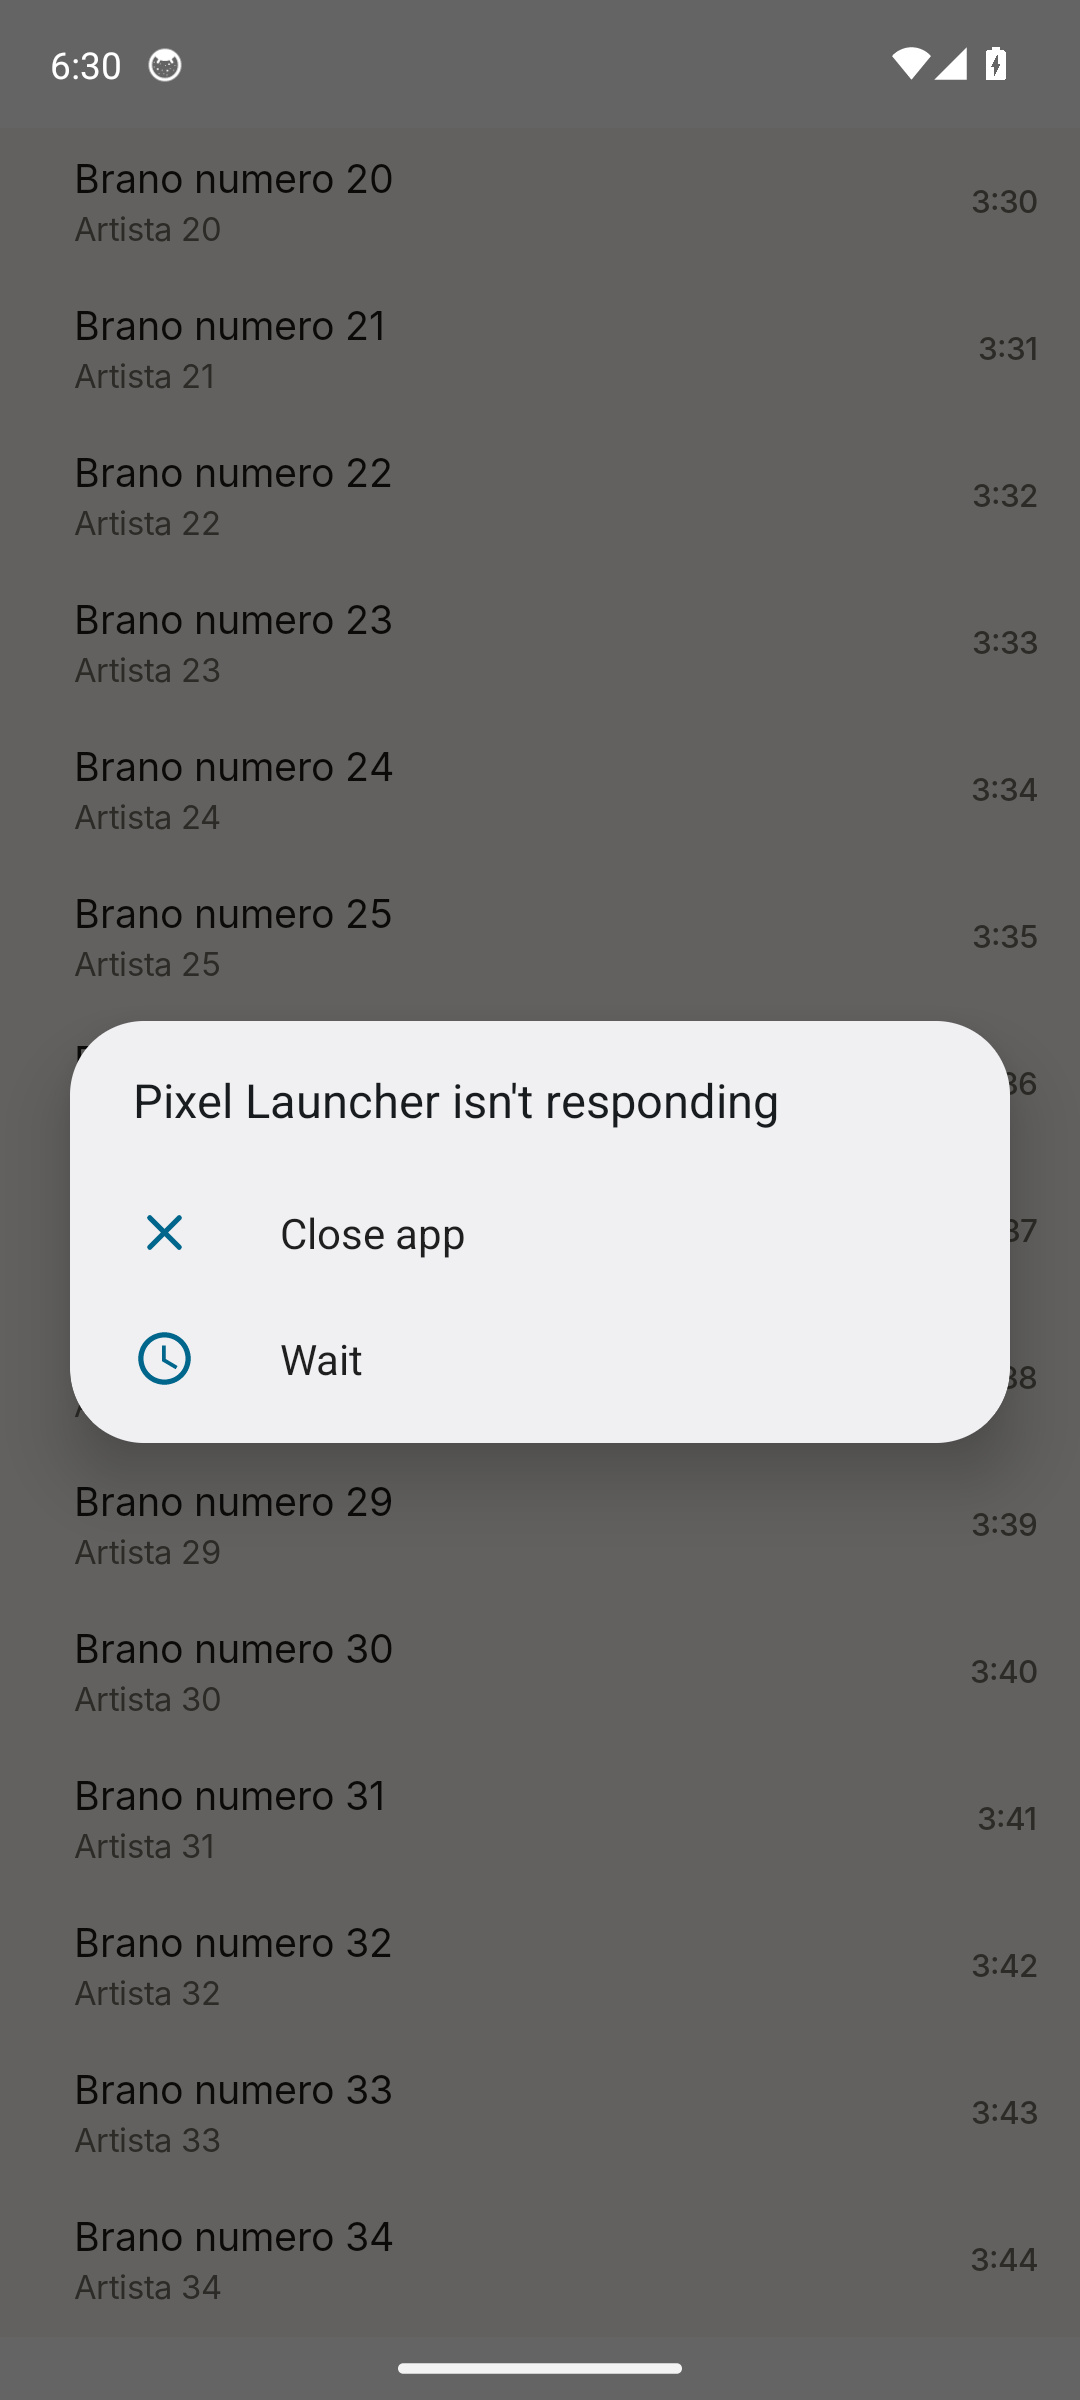 6:30
Brano numero 20
Artista 20
3:30
Brano numero 21
Artista 21
3:31
Brano numero 22
Artista 22
3:32
Brano numero 23
Artista 23
3:33
Brano numero 24
Artista 24
3:34
Brano numero 25
Artista 25
3:35
Pixel Launcher isn't responding
Close app
Wait
Brano numero 29
Artista 29
3:39
Brano numero 30
Artista 30
3:40
Brano numero 31
Artista 31
3:41
Brano numero 32
Artista 32
3:42
Brano numero 33
Artista 33
3:43
Brano numero 34
Artista 34
3:44